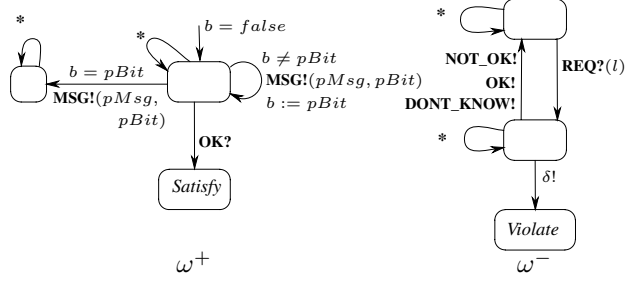 *
*
b = false
b = pBit
MSG!(pMsg,
pBit)
b ≠ pBit
MSG!(pMsg, pBit)
b := pBit
OK?
Satisfy
ω+
*
NOT_OK!
OK!
DONT_KNOW!
REQ?(l)
*
δ!
Violate
ω−